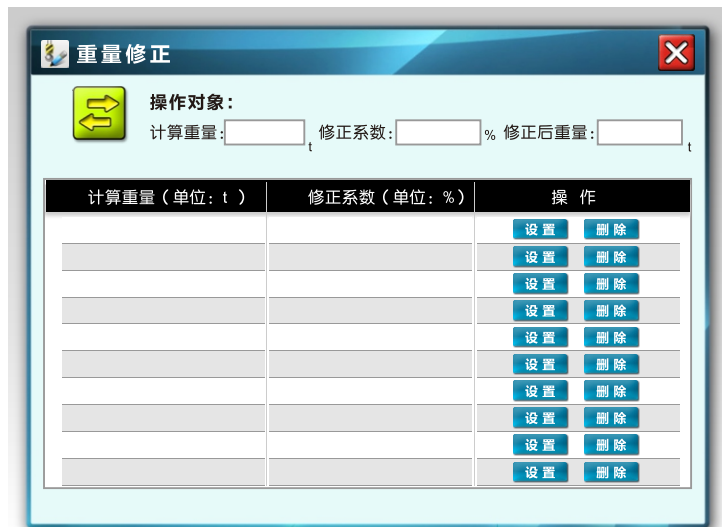 重量修正
操作对象:
计算重量: t 修正系数: % 修正后重量: t
计算重量(单位: t ) 修正系数(单位: %) 操 作
设置 删除
设置 删除
设置 删除
设置 删除
设置 删除
设置 删除
设置 删除
设置 删除
设置 删除
设置 删除